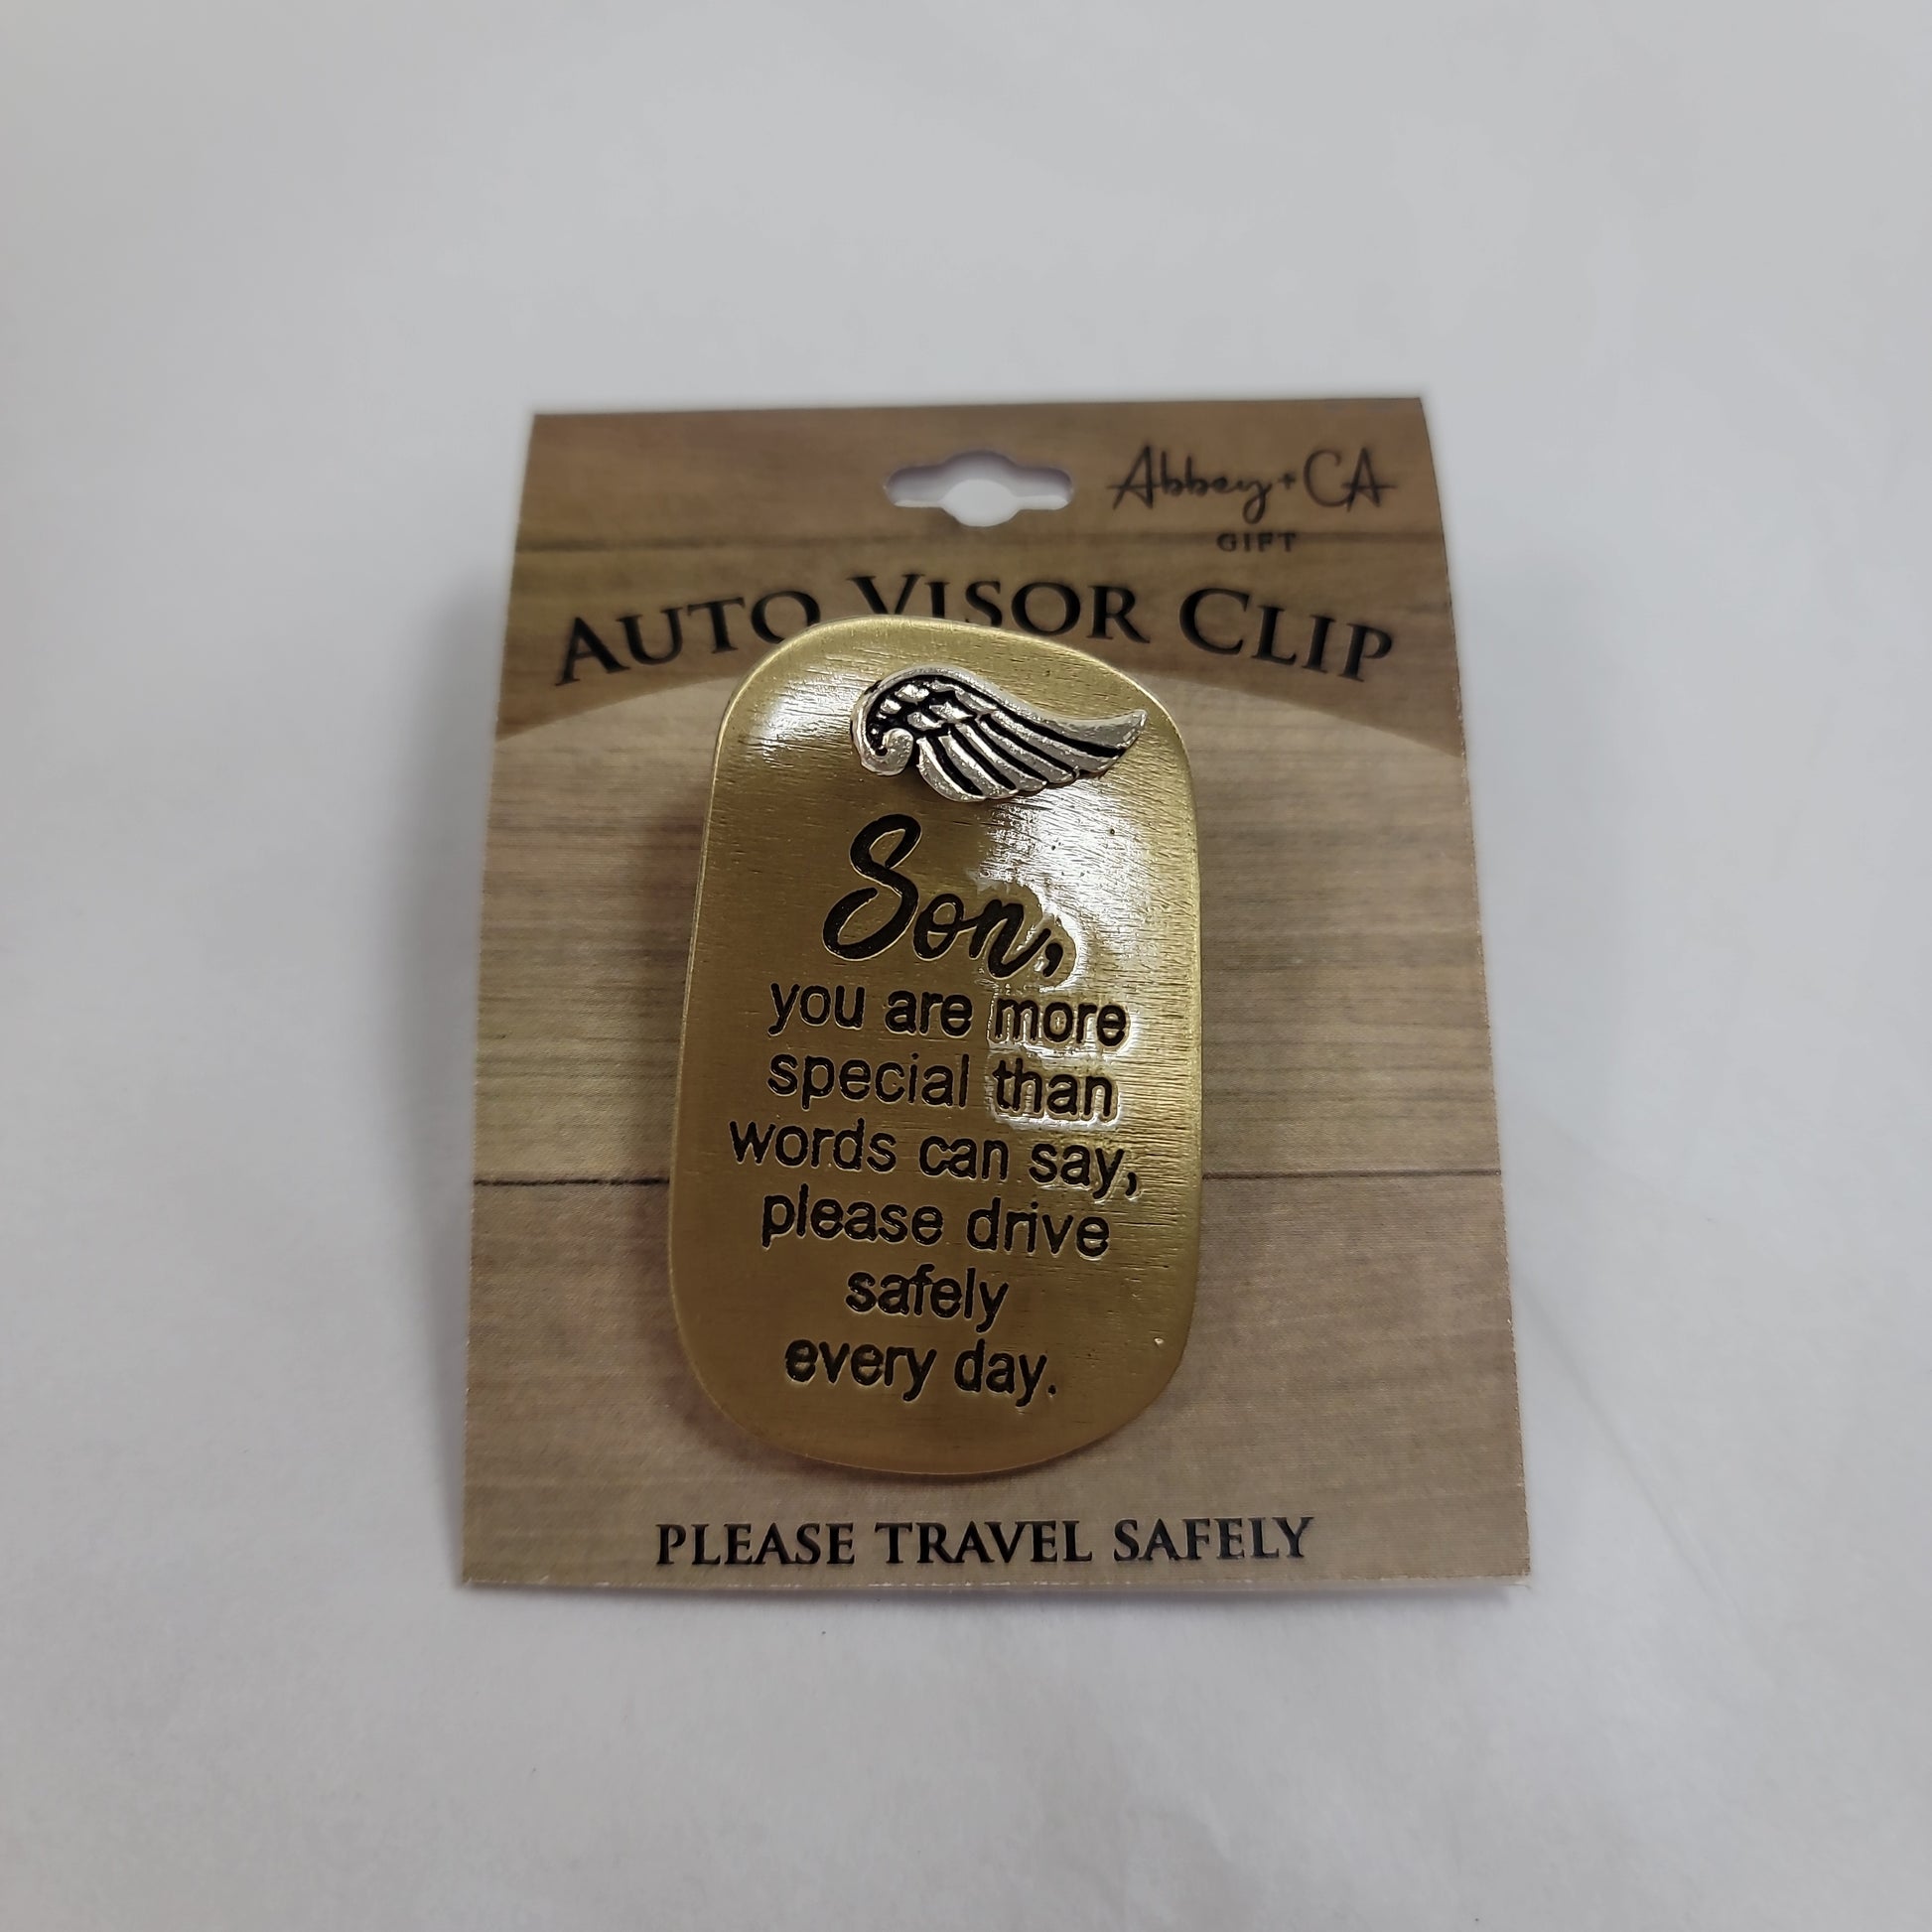 Abbey + CA
GIFT
AUTO VISOR CLIP
Son,
you are more
special than
words can say,
please drive
safely
every day.
PLEASE TRAVEL SAFELY